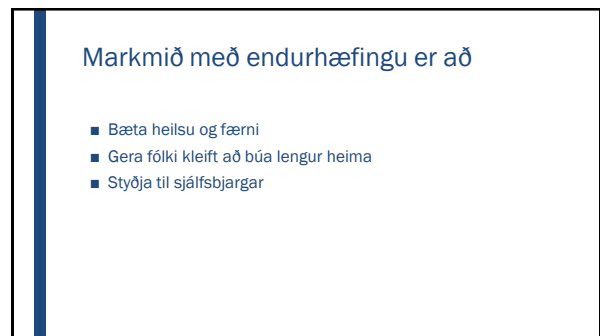 Markmið með endurhæfingu er að
■ Bæta heilsu og færni
■ Gera fólki kleift að búa lengur heima
■ Styðja til sjálfsbjargar